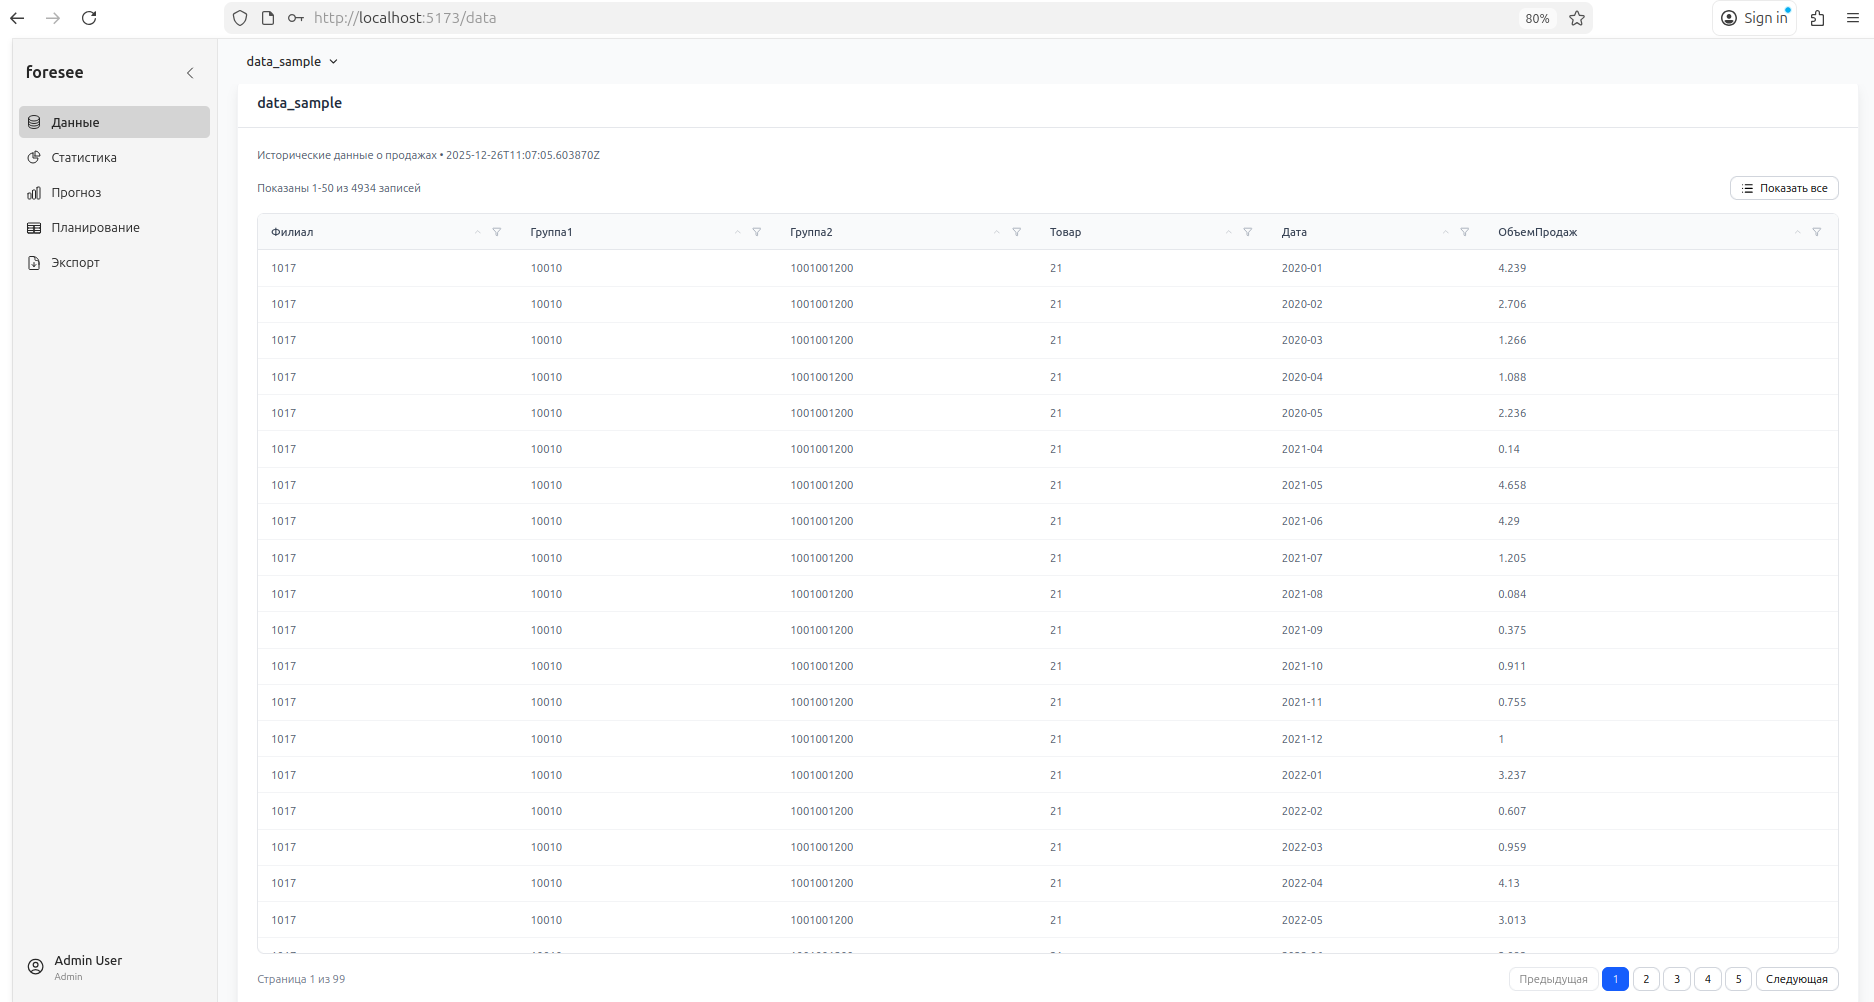 http://localhost:5173/data
80%
Sign in
foresee
Данные
Статистика
Прогноз
Планирование
Экспорт
Admin User
Admin
data_sample
data_sample
Исторические данные о продажах • 2025-12-26T11:07:05.603870Z
Показаны 1-50 из 4934 записей
Показать все
Филиал Группа1 Группа2 Товар Дата ОбъемПродаж
1017 10010 1001001200 21 2020-01 4.239
1017 10010 1001001200 21 2020-02 2.706
1017 10010 1001001200 21 2020-03 1.266
1017 10010 1001001200 21 2020-04 1.088
1017 10010 1001001200 21 2020-05 2.236
1017 10010 1001001200 21 2021-04 0.14
1017 10010 1001001200 21 2021-05 4.658
1017 10010 1001001200 21 2021-06 4.29
1017 10010 1001001200 21 2021-07 1.205
1017 10010 1001001200 21 2021-08 0.084
1017 10010 1001001200 21 2021-09 0.375
1017 10010 1001001200 21 2021-10 0.911
1017 10010 1001001200 21 2021-11 0.755
1017 10010 1001001200 21 2021-12 1
1017 10010 1001001200 21 2022-01 3.237
1017 10010 1001001200 21 2022-02 0.607
1017 10010 1001001200 21 2022-03 0.959
1017 10010 1001001200 21 2022-04 4.13
1017 10010 1001001200 21 2022-05 3.013
Страница 1 из 99
Предыдущая 1 2 3 4 5 Следующая